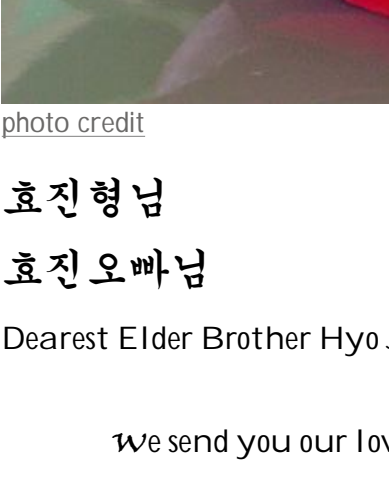 photo credit
효진형님
효진오빠님
Dearest Elder Brother Hyo
We send you our